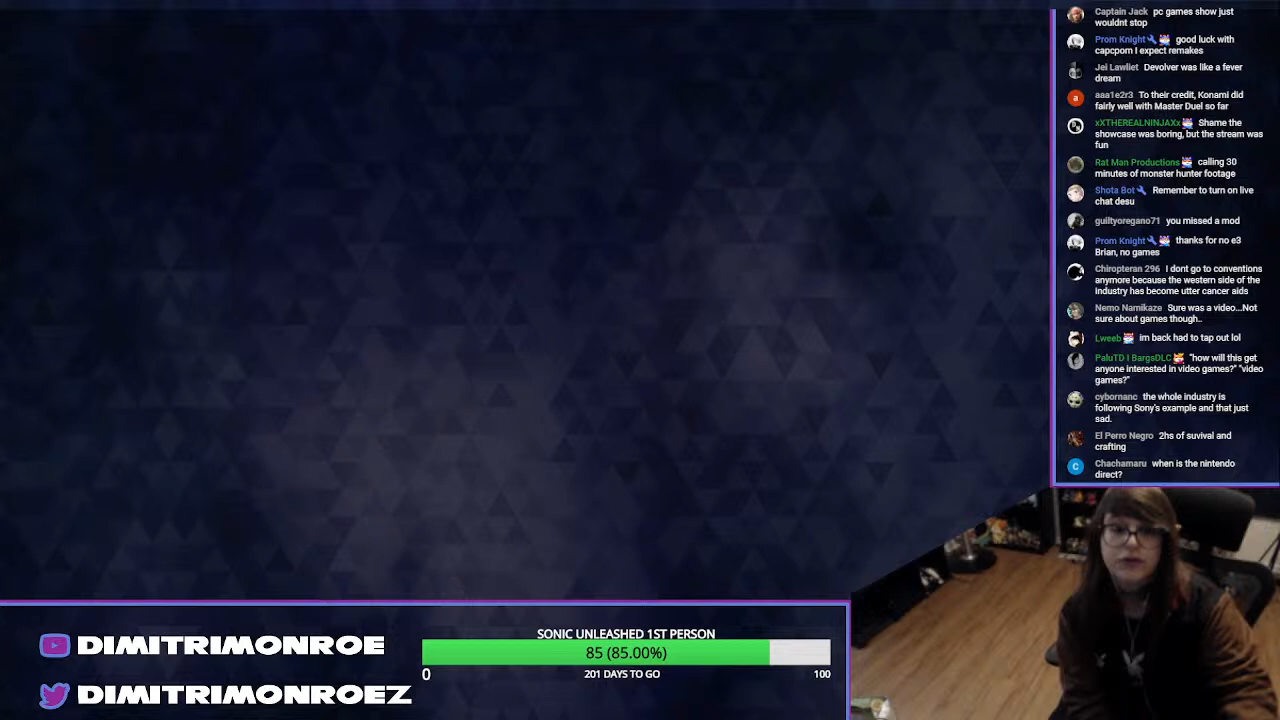 Captain Jack pc games show just
wouldnt stop
Prom Knight good luck with
capcpom I expect remakes
Jei Lawliet Devolver was like a fever
dream
a aaa1e2r3 To their credit, Konami did
fairly well with Master Duel so far
xXTHEREALNINJAXx Shame the
showcase was boring, but the stream was
fun
Rat Man Productions calling 30
minutes of monster hunter footage
Shota Bot Remember to turn on live
chat desu
guiltyoregano71 you missed a mod
Prom Knight thanks for no e3
Brian, no games
Chiropteran 296 I dont go to conventions
anymore because the western side of the
industry has become utter cancer aids
Nemo Namikaze Sure was a video...Not
sure about games though..
Lweeb im back had to tap out lol
PaluTD I BargsDLC "how will this get
anyone interested in video games?" "video
games?"
cybornanc the whole industry is
following Sony's example and that just
sad.
El Perro Negro 2hs of suvival and
crafting
C Chachamaru when is the nintendo
direct?
DIMITRIMONROE
DIMITRIMONROEZ
SONIC UNLEASHED 1ST PERSON
85 (85.00%)
0 201 DAYS TO GO 100